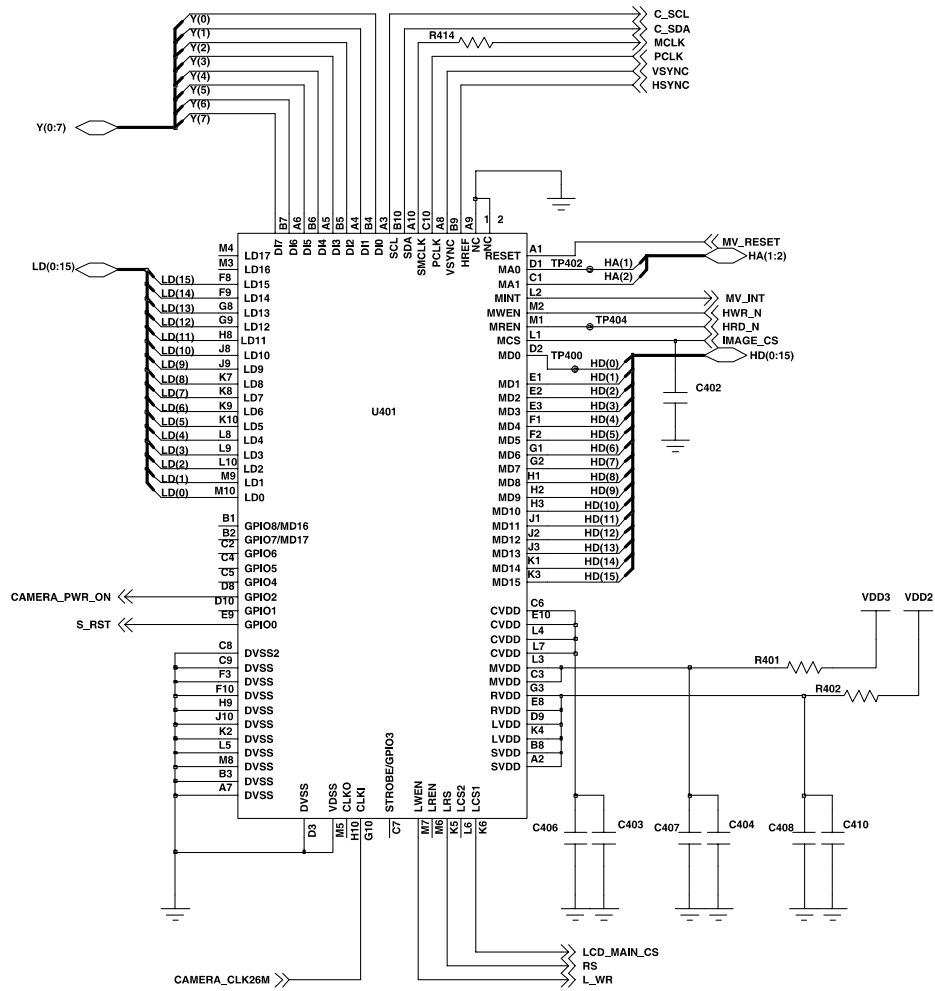 Y(0)
Y(1)
Y(2)
Y(3)
Y(4)
Y(5)
Y(6)
Y(7)
Y(0:7)
C_SCL
C_SDA
R414
MCLK
PCLK
VSYNC
HSYNC
B7 A6 B6 A5 B5 A4 B4 A3 B10 A10 C10 A8 B9 A9 1 2
DI7 DI6 DI5 DI4 DI3 DI2 DI1 DI0 SCL SDA SMCLK PCLK VSYNC HREF NC NC
LD(0:15)
M4 LD17
M3 LD16
LD(15) F8 LD15
LD(14) F9 LD14
LD(13) G8 LD13
LD(12) G9 LD12
LD(11) H8 LD11
LD(10) J8 LD10
LD(9) J9 LD9
LD(8) K7 LD8
LD(7) K8 LD7
LD(6) K9 LD6
LD(5) K10 LD5
LD(4) L8 LD4
LD(3) L9 LD3
LD(2) L10 LD2
LD(1) M9 LD1
LD(0) M10 LD0
B1 GPIO8/MD16
B2 GPIO7/MD17
C2 GPIO6
C4 GPIO5
C5 GPIO4
CAMERA_PWR_ON D8 GPIO2
D10 GPIO1
S_RST E9 GPIO0
C8 DVSS2
C9 DVSS
F3 DVSS
F10 DVSS
H9 DVSS
J10 DVSS
K2 DVSS
L5 DVSS
M8 DVSS
B3 DVSS
A7 DVSS
U401
RESET A1 MV_RESET
MA0 D1 TP402 HA(1) HA(1:2)
MA1 C1 HA(2)
MINT L2 MV_INT
MWEN M2 HWR_N
MREN M1 TP404 HRD_N
MCS L1 IMAGE_CS
MD0 D2 TP400 HD(0) HD(0:15)
MD1 E1 HD(1)
MD2 E2 HD(2)
MD3 E3 HD(3)
MD4 F1 HD(4)
MD5 F2 HD(5)
MD6 G1 HD(6)
MD7 G2 HD(7)
MD8 H1 HD(8)
MD9 H2 HD(9)
MD10 H3 HD(10)
MD11 J1 HD(11)
MD12 J2 HD(12)
MD13 J3 HD(13)
MD14 K1 HD(14)
MD15 K3 HD(15)
C402
CVDD C6
CVDD E10
CVDD L4
CVDD L7
MVDD L3
MVDD C3
RVDD G3
RVDD E8
LVDD D9
LVDD K4
SVDD B8
SVDD A2
VDD3
VDD2
R401
R402
DVSS VDSS CLKO CLKI STROBE/GPIO3 LWEN LREN LRS LCS2 LCS1
D3 M5 H10 G10 C7 M7 M6 K5 L6 K6
C406
C403
C407
C404
C408
C410
CAMERA_CLK26M
LCD_MAIN_CS
RS
L_WR